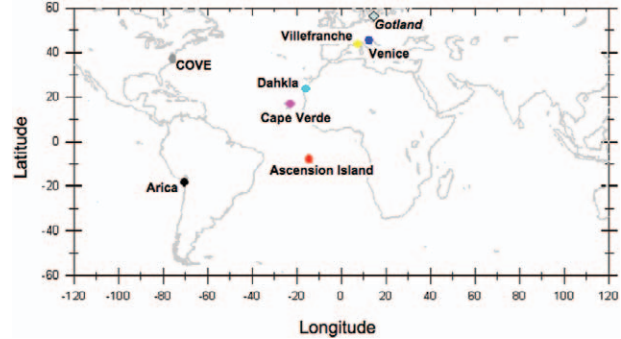 60
Gotland
Villefranche
40
Venice
COVE
Dahkla
20
Cape Verde
Latitude
0
Ascension Island
Arica
-20
-40
-60
-120 -100 -80 -60 -40 -20 0 20 40 60 80 100 120
Longitude